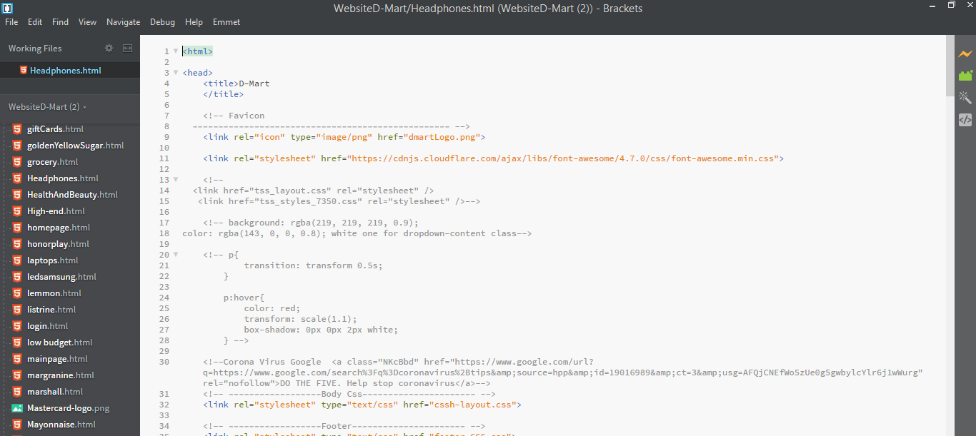 WebsiteD-Mart/Headphones.html (WebsiteD-Mart (2)) - Brackets
File Edit Find View Navigate Debug Help Emmet
Working Files
Headphones.html
WebsiteD-Mart (2)
giftCards.html
goldenYellowSugar.html
grocery.html
Headphones.html
HealthAndBeauty.html
High-end.html
homepage.html
honorplay.html
laptops.html
ledsamsung.html
lemmon.html
listrine.html
login.html
low budget.html
mainpage.html
margranine.html
marshall.html
Mastercard-logo.png
Mayonnaise.html
1 <html>
2
3 <head>
4 <title>D-Mart
5 </title>
6
7 <!-- Favicon
8 -------------------------------------------------- -->
9 <link rel="icon" type="image/png" href="dmartLogo.png">
10
11 <link rel="stylesheet" href="https://cdnjs.cloudflare.com/ajax/libs/font-awesome/4.7.0/css/font-awesome.min.css">
12
13 <!--
14 <link href="tss_layout.css" rel="stylesheet" />
15 <link href="tss_styles_7350.css" rel="stylesheet" />-->
16
17 <!-- background: rgba(219, 219, 219, 0.9);
18 color: rgba(143, 0, 0, 0.8); white one for dropdown-content class-->
19
20 <!-- p{
21 transition: transform 0.5s;
22 }
23
24 p:hover{
25 color: red;
26 transform: scale(1.1);
27 box-shadow: 0px 0px 2px white;
28 } -->
29
30 <!--Corona Virus Google <a class="NKcBbd" href="https://www.google.com/url?
q=https://www.google.com/search%3Fq%3Dcoronavirus%2Btips&amp;source=hpp&amp;id=19016989&amp;ct=3&amp;usg=AFQjCNEfWo5zUe0g5gwbylcYlrG6j1wWurg"
rel="nofollow">DO THE FIVE. Help stop coronavirus</a>-->
31 <!-- ------------------Body Css---------------------- -->
32 <link rel="stylesheet" type="text/css" href="cssh-layout.css">
33
34 <!-- ------------------Footer---------------------- -->